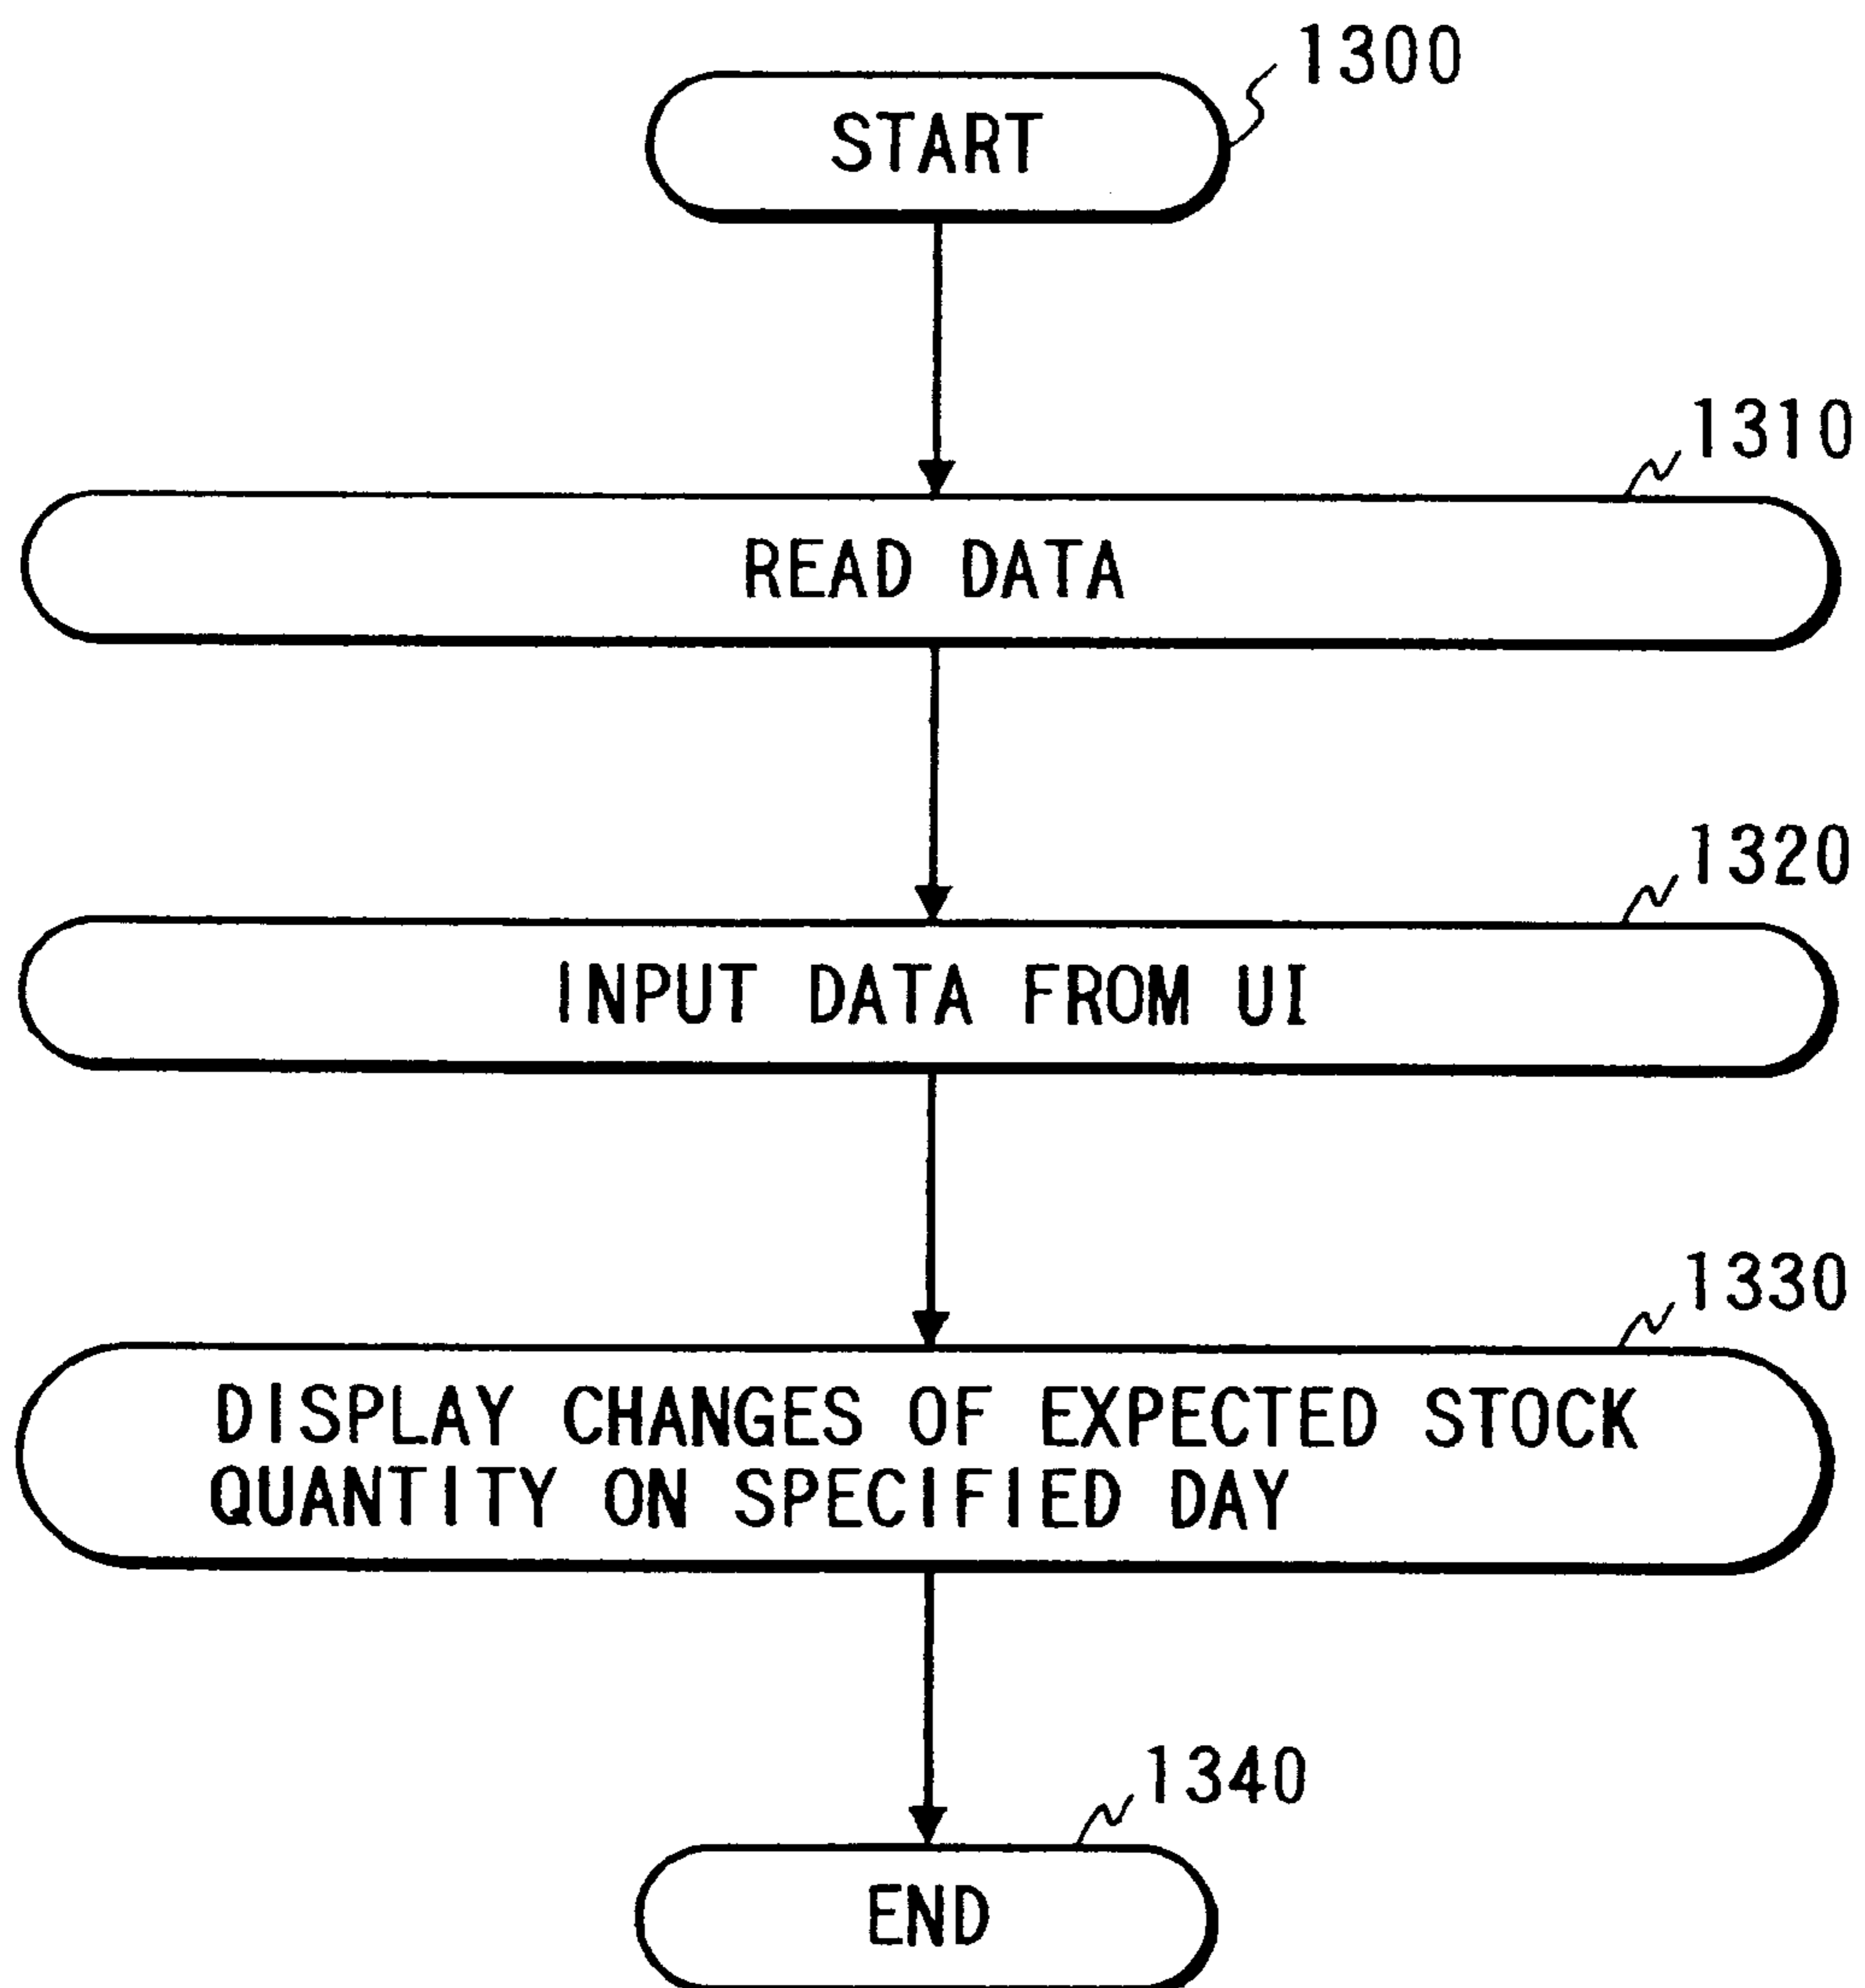 1300
START
1310
READ DATA
1320
INPUT DATA FROM UI
1330
DISPLAY CHANGES OF EXPECTED STOCK
QUANTITY ON SPECIFIED DAY
1340
END